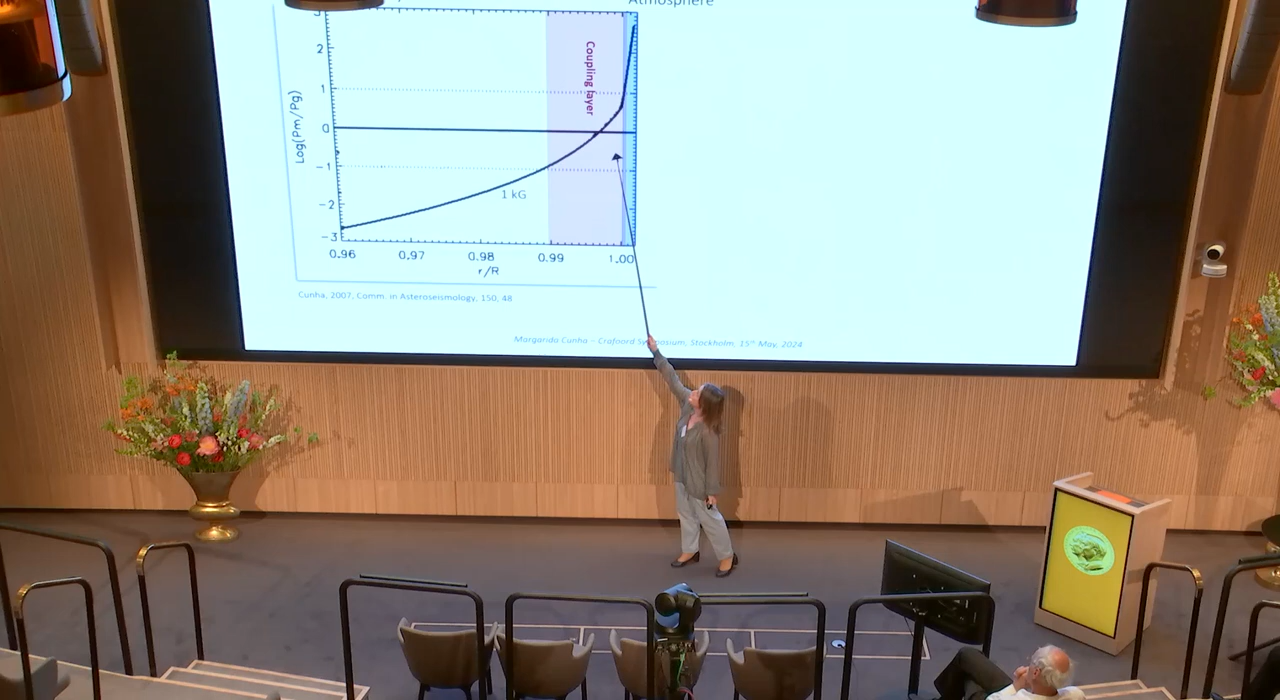 Atmosphere
3
2
1
0
−1
−2
−3
Log(Pm/Pg)
Coupling layer
1 kG
0.96 0.97 0.98 0.99 1.00
r/R
Cunha, 2007, Comm. in Asteroseismology, 150, 48
Margarida Cunha – Crafoord Symposium, Stockholm, 15th May, 2024